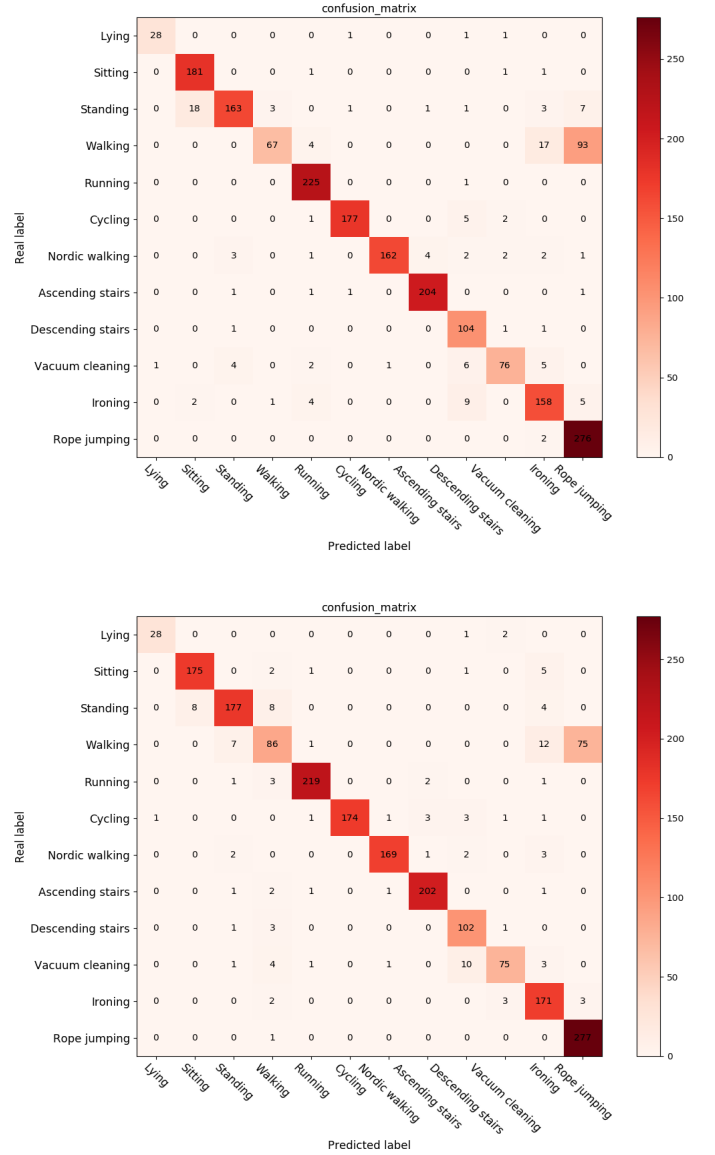 confusion_matrix
Lying 28 0 0 0 0 1 0 0 1 1 0 0
Sitting 0 181 0 0 1 0 0 0 0 1 1 0
Standing 0 18 163 3 0 1 0 1 1 0 3 7
Walking 0 0 0 67 4 0 0 0 0 0 17 93
Running 0 0 0 0 225 0 0 0 1 0 0 0
Cycling 0 0 0 0 1 177 0 0 5 2 0 0
Nordic walking 0 0 3 0 1 0 162 4 2 2 2 1
Ascending stairs 0 0 1 0 1 1 0 204 0 0 0 1
Descending stairs 0 0 1 0 0 0 0 0 104 1 1 0
Vacuum cleaning 1 0 4 0 2 0 1 0 6 76 5 0
Ironing 0 2 0 1 4 0 0 0 9 0 158 5
Rope jumping 0 0 0 0 0 0 0 0 0 0 2 276
Real label
Lying Sitting Standing Walking Running Cycling Nordic walking Ascending stairs Descending stairs Vacuum cleaning Ironing Rope jumping
Predicted label
250
200
150
100
50
0
confusion_matrix
Lying 28 0 0 0 0 0 0 0 1 2 0 0
Sitting 0 175 0 2 1 0 0 0 1 0 5 0
Standing 0 8 177 8 0 0 0 0 0 0 4 0
Walking 0 0 7 86 1 0 0 0 0 0 12 75
Running 0 0 1 3 219 0 0 2 0 0 1 0
Cycling 1 0 0 0 1 174 1 3 3 1 1 0
Nordic walking 0 0 2 0 0 0 169 1 2 0 3 0
Ascending stairs 0 0 1 2 1 0 1 202 0 0 1 0
Descending stairs 0 0 1 3 0 0 0 0 102 1 0 0
Vacuum cleaning 0 0 1 4 1 0 1 0 10 75 3 0
Ironing 0 0 0 2 0 0 0 0 0 3 171 3
Rope jumping 0 0 0 1 0 0 0 0 0 0 0 277
Real label
Lying Sitting Standing Walking Running Cycling Nordic walking Ascending stairs Descending stairs Vacuum cleaning Ironing Rope jumping
Predicted label
250
200
150
100
50
0